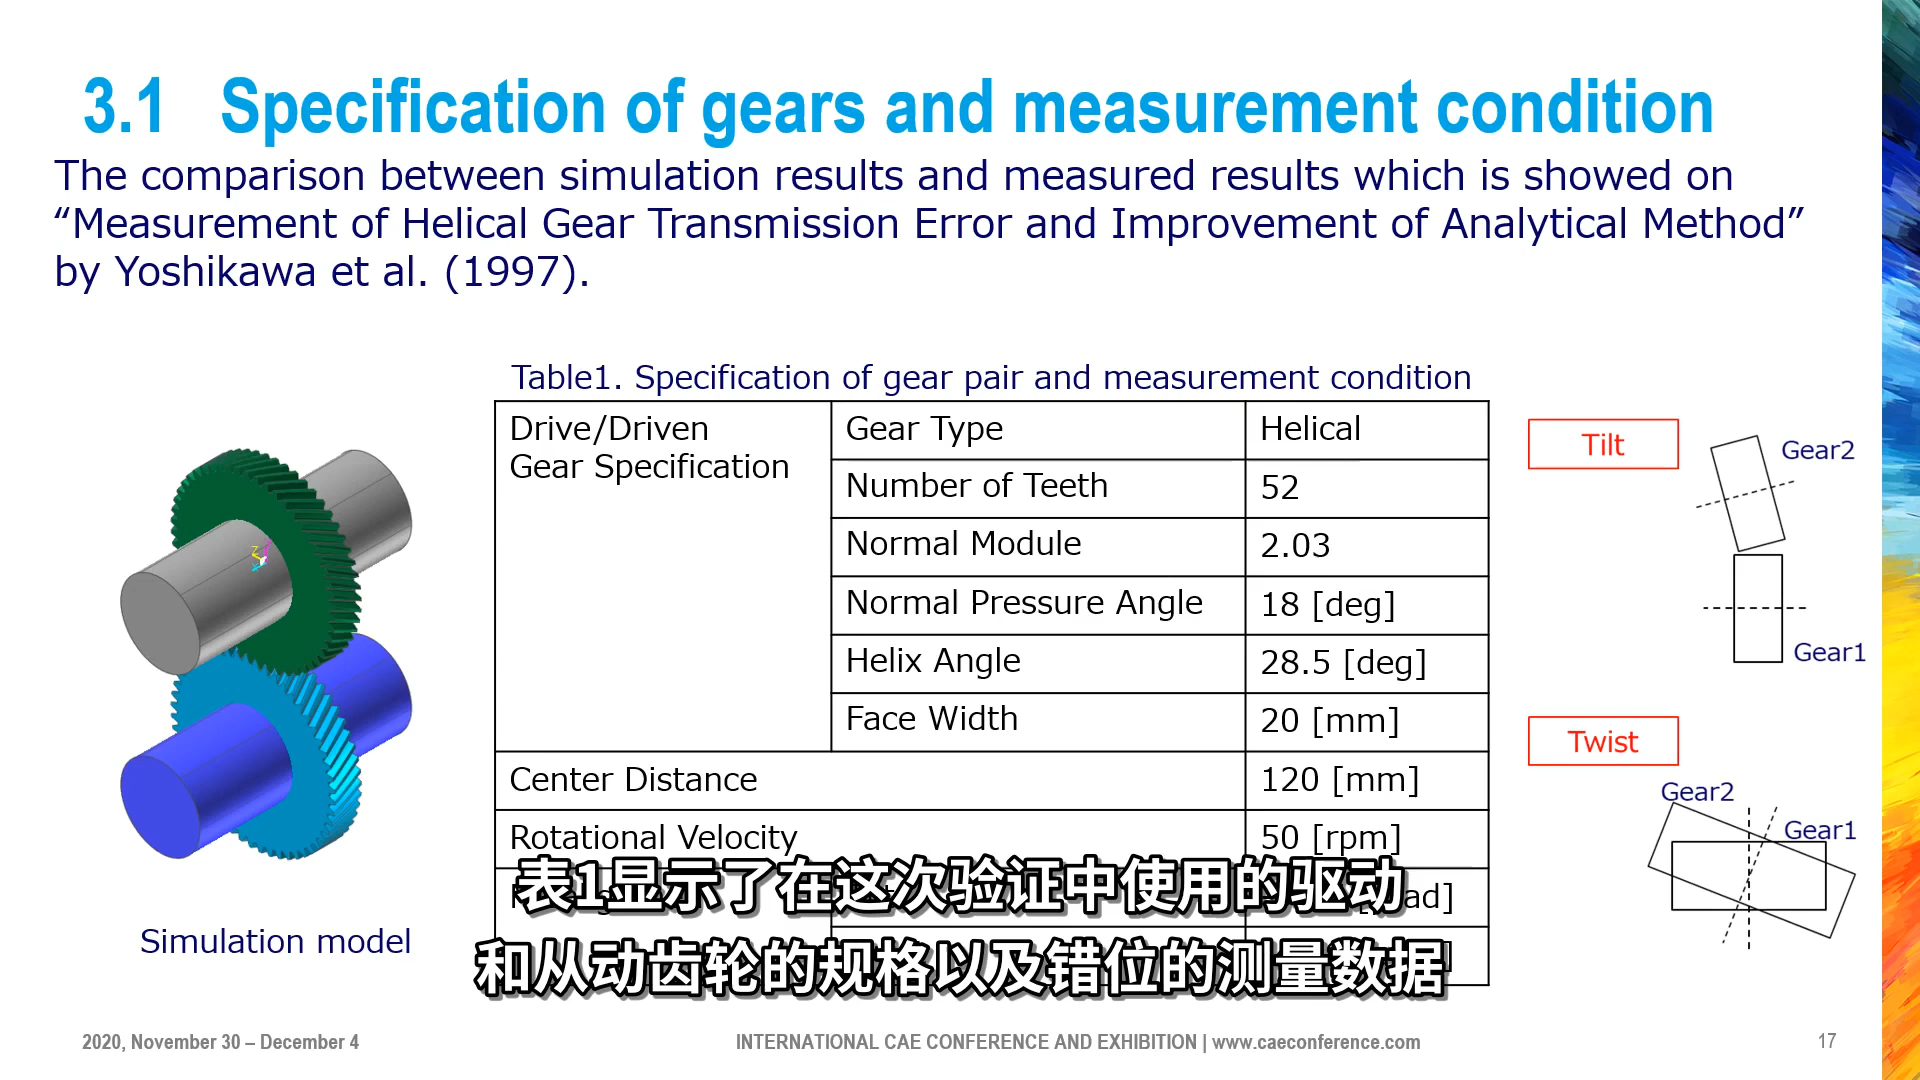 3.1 Specification of gears and measurement condition
The comparison between simulation results and measured results which is showed on
“Measurement of Helical Gear Transmission Error and Improvement of Analytical Method”
by Yoshikawa et al. (1997).
Table1. Specification of gear pair and measurement condition
Drive/Driven
Gear Specification
Gear Type
Helical
Number of Teeth
52
Normal Module
2.03
Normal Pressure Angle
18 [deg]
Helix Angle
28.5 [deg]
Face Width
20 [mm]
Center Distance
120 [mm]
Rotational Velocity
50 [rpm]
Tilt
Gear2
Gear1
Twist
Gear2
Gear1
Simulation model
表1显示了在这次验证中使用的驱动
和从动齿轮的规格以及错位的测量数据
2020, November 30 – December 4
INTERNATIONAL CAE CONFERENCE AND EXHIBITION | www.caeconference.com
17